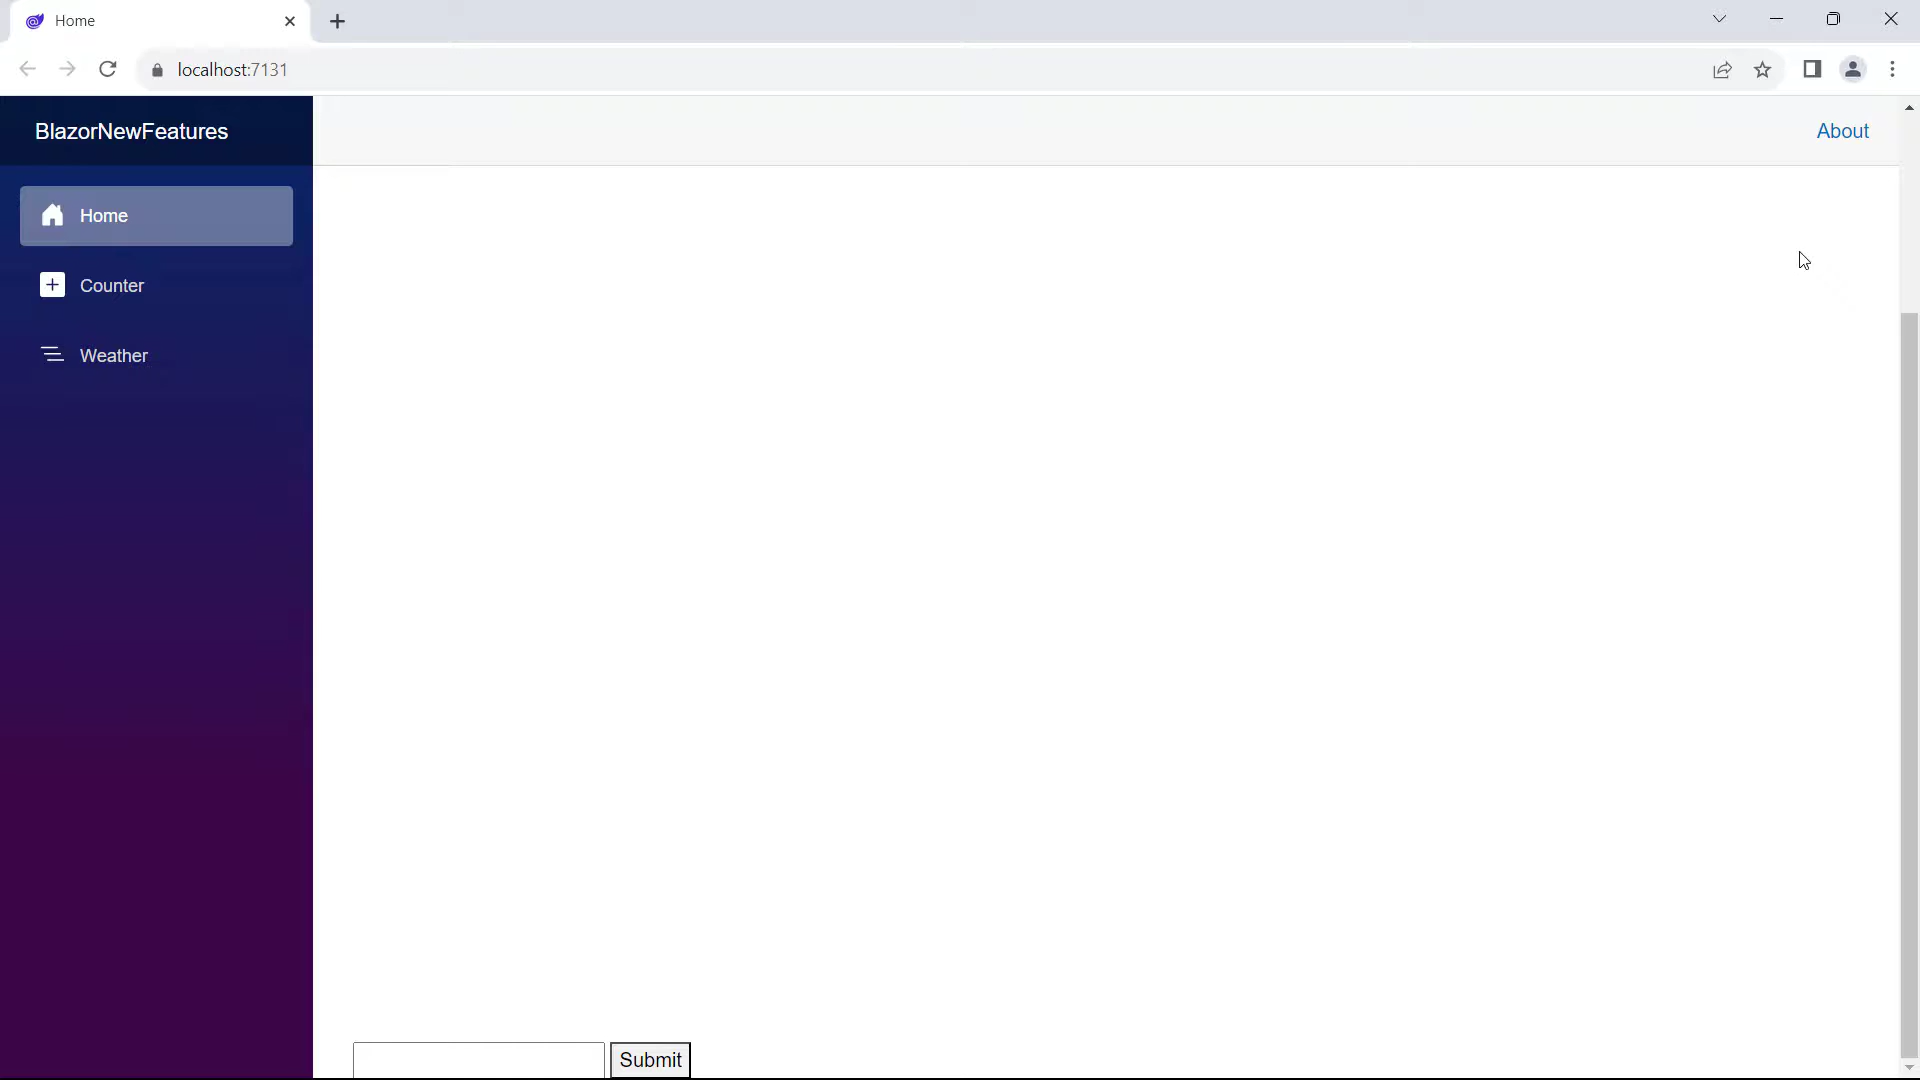 Home
localhost:7131
BlazorNewFeatures
About
Home
Counter
Weather
Submit